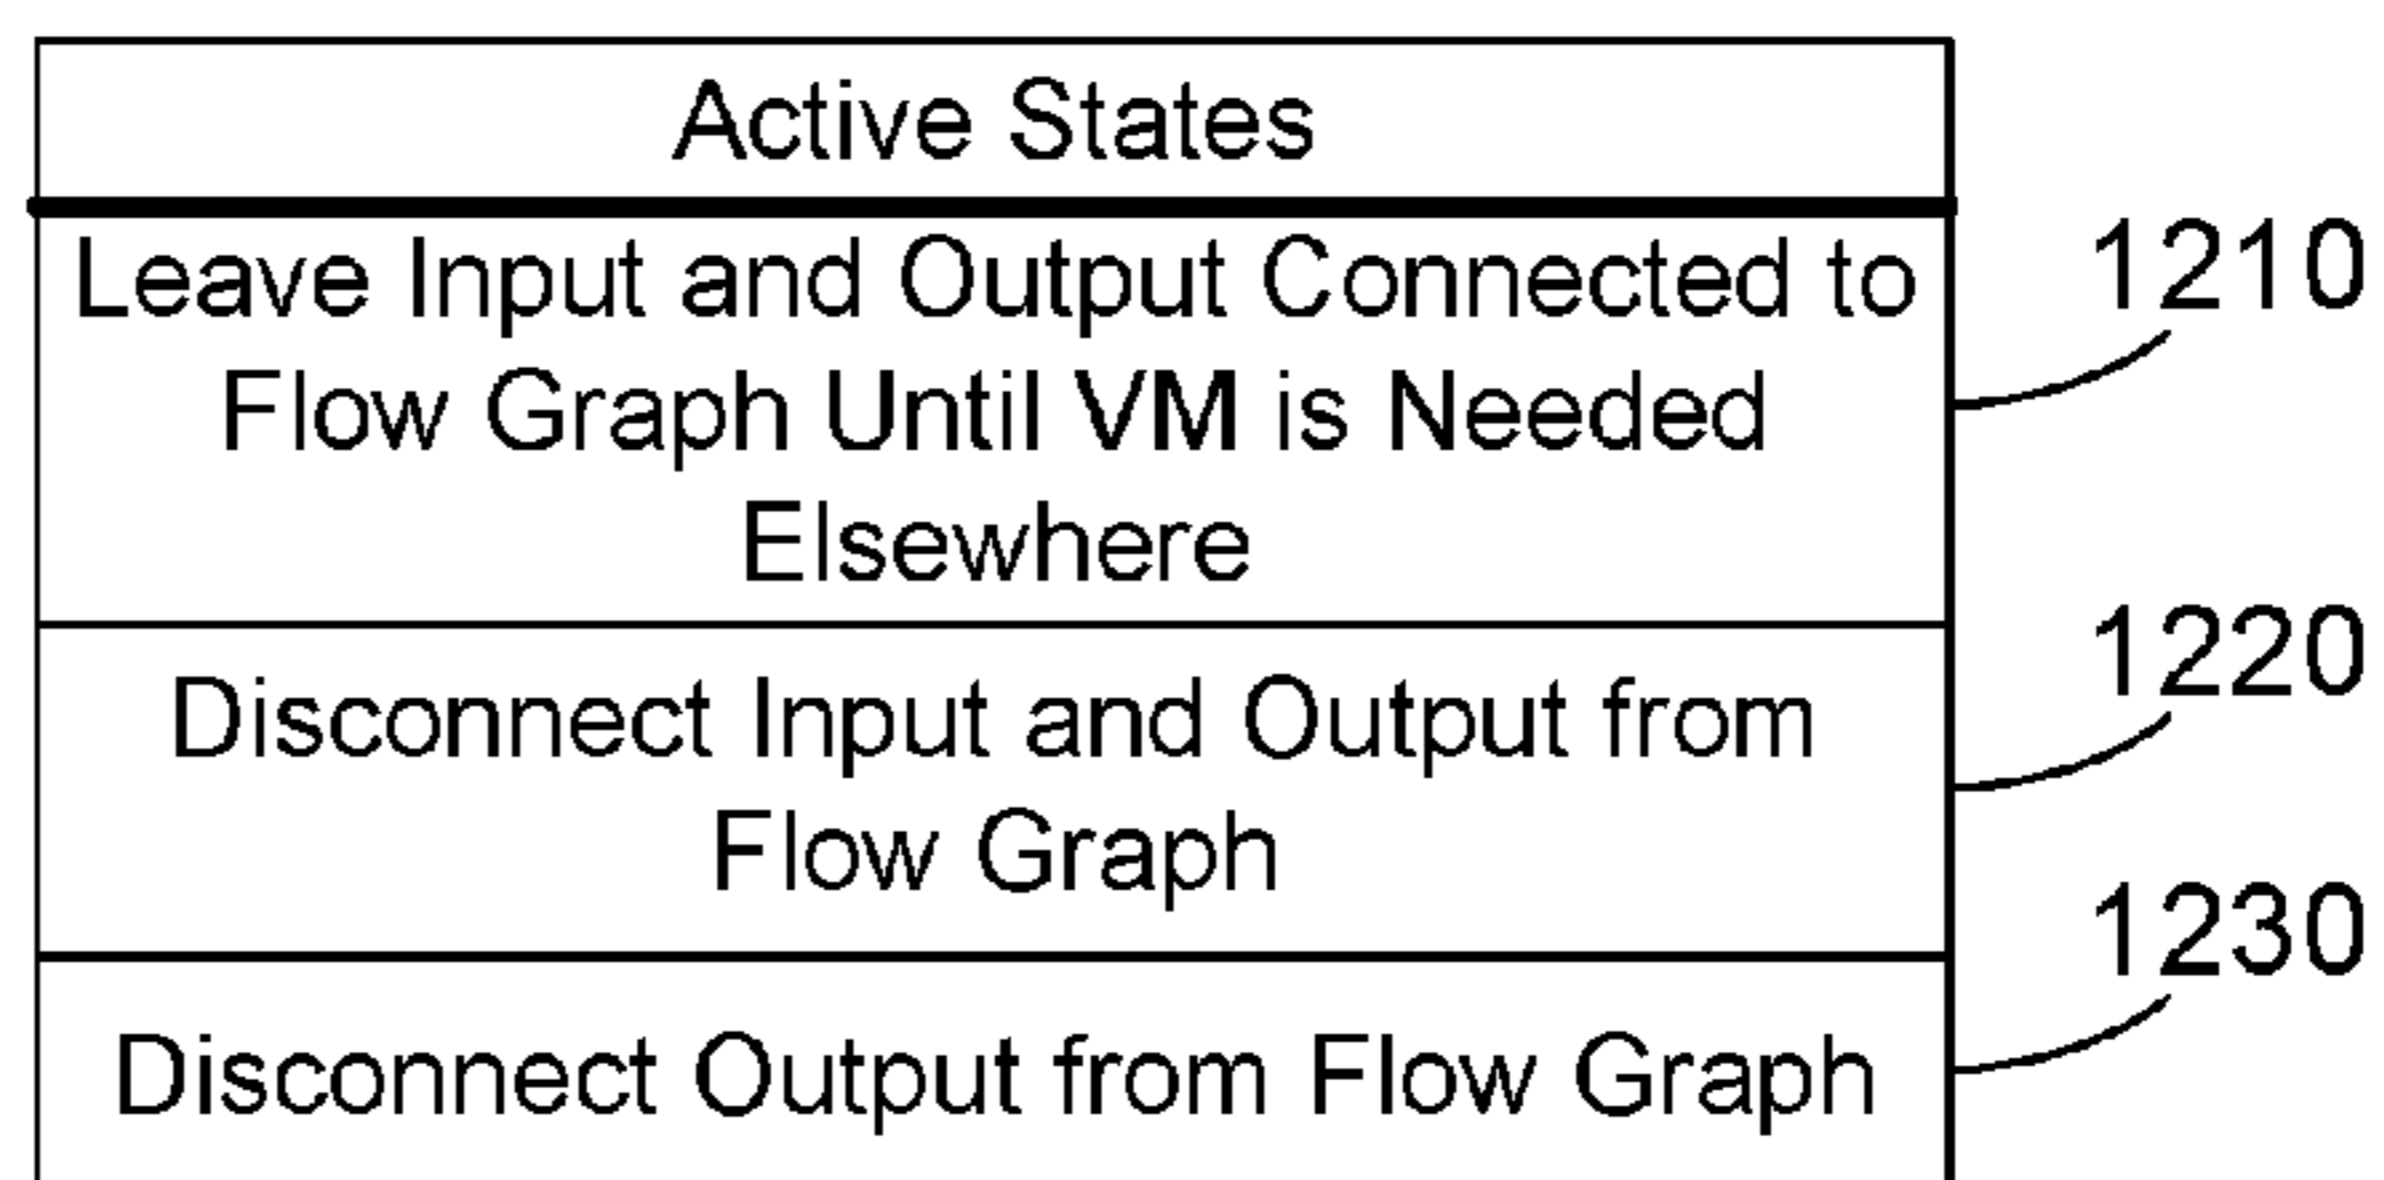 Active States
Leave Input and Output Connected to
Flow Graph Until VM is Needed
Elsewhere
1210
Disconnect Input and Output from
Flow Graph
1220
Disconnect Output from Flow Graph
1230